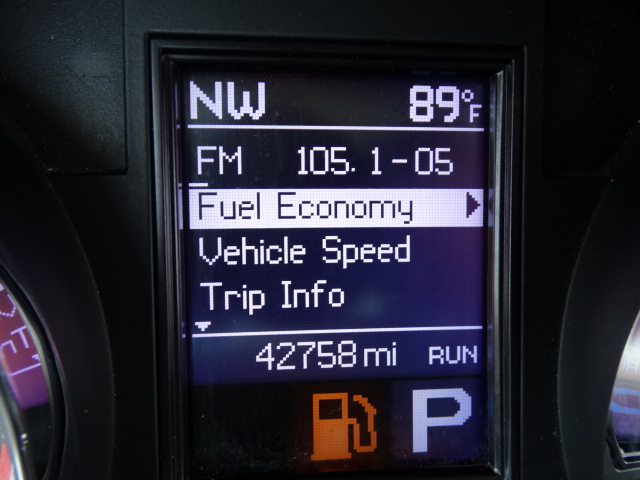 NW 89°F
FM 105.1-05
Fuel Economy
Vehicle Speed
Trip Info
42758 mi RUN
P